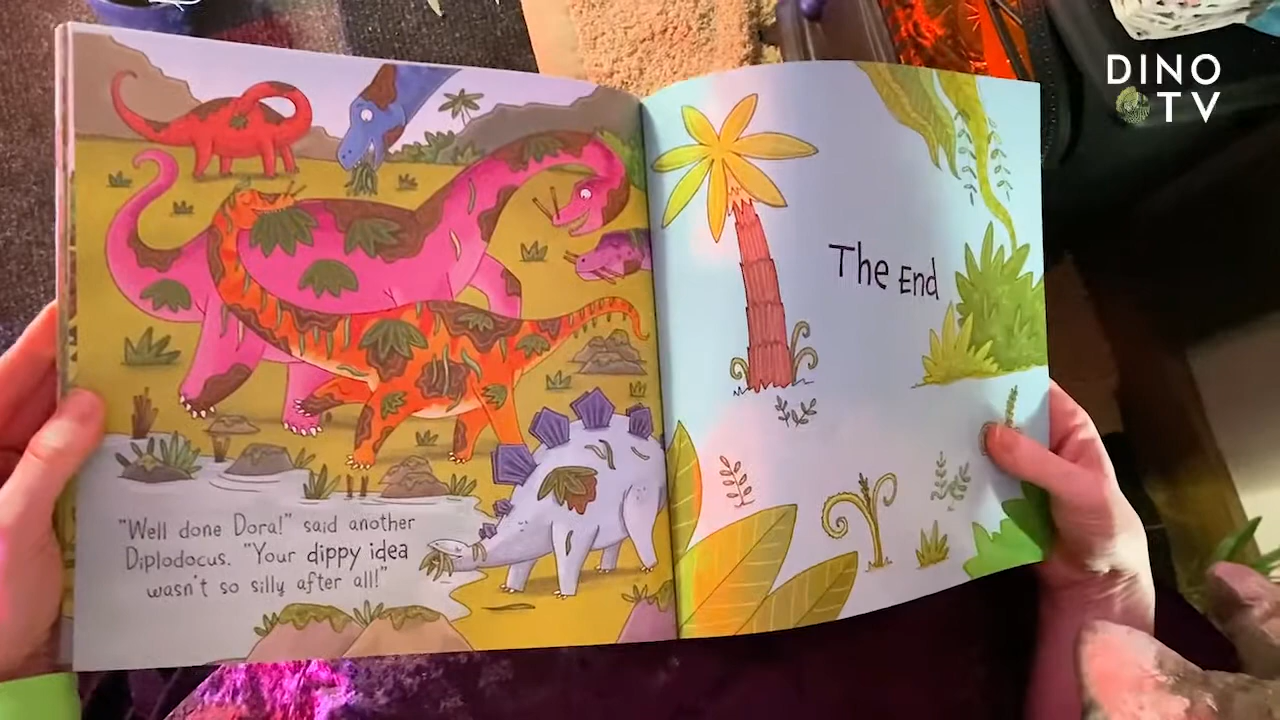 DINO
TV
"Well done Dora!" said another
Diplodocus. "Your dippy idea
wasn't so silly after all!"
The End